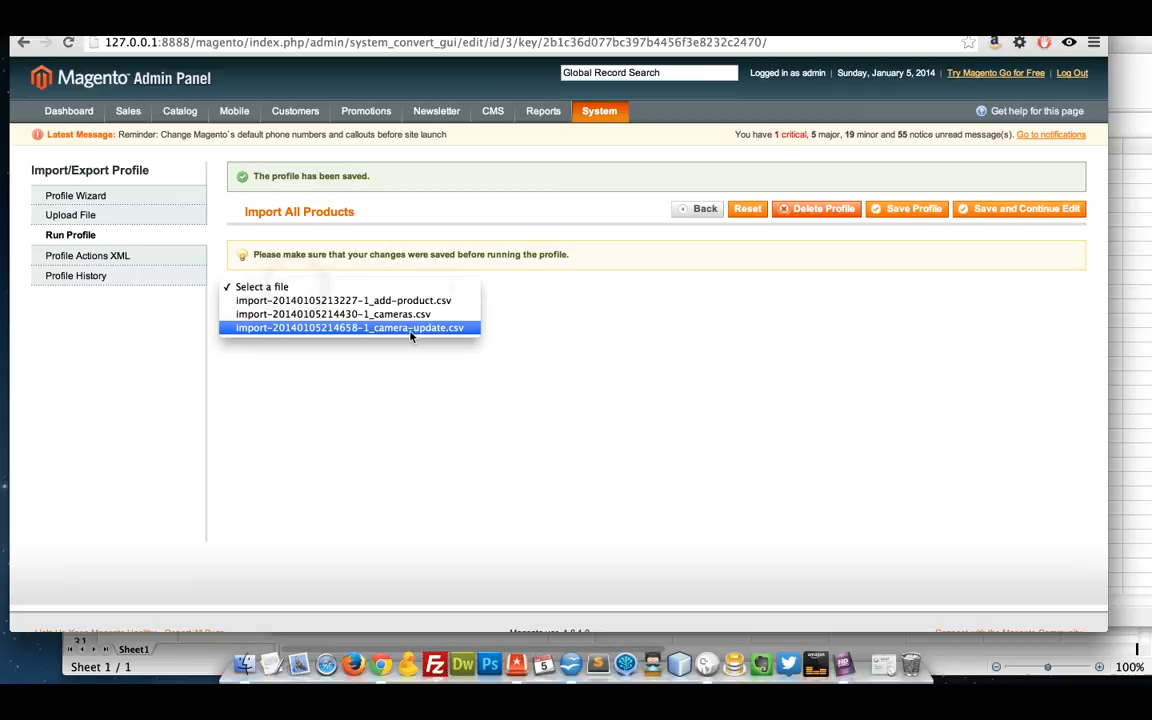 127.0.0.1:8888/magento/index.php/admin/system_convert_gui/edit/id/3/key/2b1c36d077bc397b4456f3e8232c2470/
Magento Admin Panel
Global Record Search
Logged in as admin
Sunday, January 5, 2014
Try Magento Go for Free
Log Out
Dashboard
Sales
Catalog
Mobile
Customers
Promotions
Newsletter
CMS
Reports
System
Get help for this page
Latest Message: Reminder: Change Magento`s default phone numbers and callouts before site launch
You have 1 critical, 5 major, 19 minor and 55 notice unread message(s). Go to notifications
Import/Export Profile
Profile Wizard
Upload File
Run Profile
Profile Actions XML
Profile History
The profile has been saved.
Import All Products
Back
Reset
Delete Profile
Save Profile
Save and Continue Edit
Please make sure that your changes were saved before running the profile.
✓ Select a file
import-20140105213227-1_add-product.csv
import-20140105214430-1_cameras.csv
import-20140105214658-1_camera-update.csv
31
Sheet1
Sheet 1 / 1
5
Dw
Ps
Fz
100%